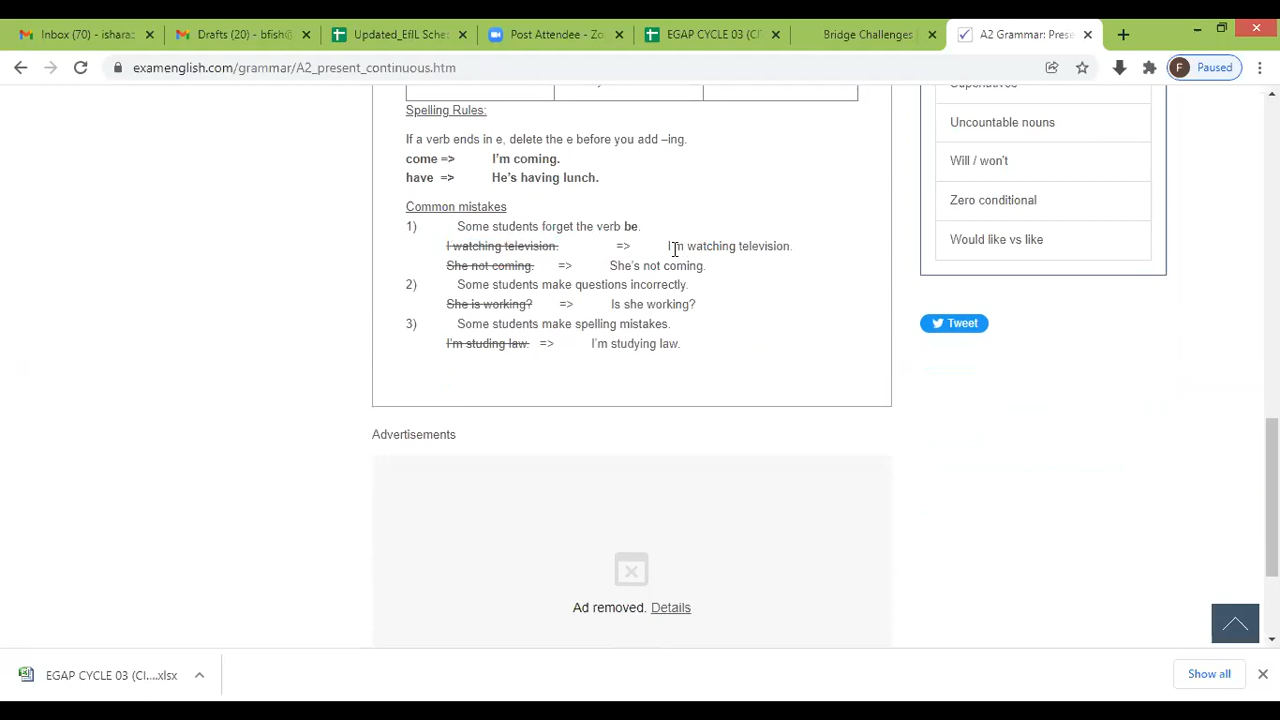 Inbox (70) - ishara:
Drafts (20) - bfish@
Updated_EfIL Sche
Post Attendee - Zo
EGAP CYCLE 03 (CI
Bridge Challenges
A2 Grammar: Prese
examenglish.com/grammar/A2_present_continuous.htm
F
Paused
Superlatives
Spelling Rules:
Uncountable nouns
If a verb ends in e, delete the e before you add –ing.
come => I'm coming.
Will / won't
have => He's having lunch.
Zero conditional
Common mistakes
1) Some students forget the verb be.
Would like vs like
I watching television. => I'm watching television.
She not coming. => She's not coming.
2) Some students make questions incorrectly.
She is working? => Is she working?
3) Some students make spelling mistakes.
Tweet
I'm studing law. => I'm studying law.
Advertisements
Ad removed. Details
EGAP CYCLE 03 (CI....xlsx
Show all